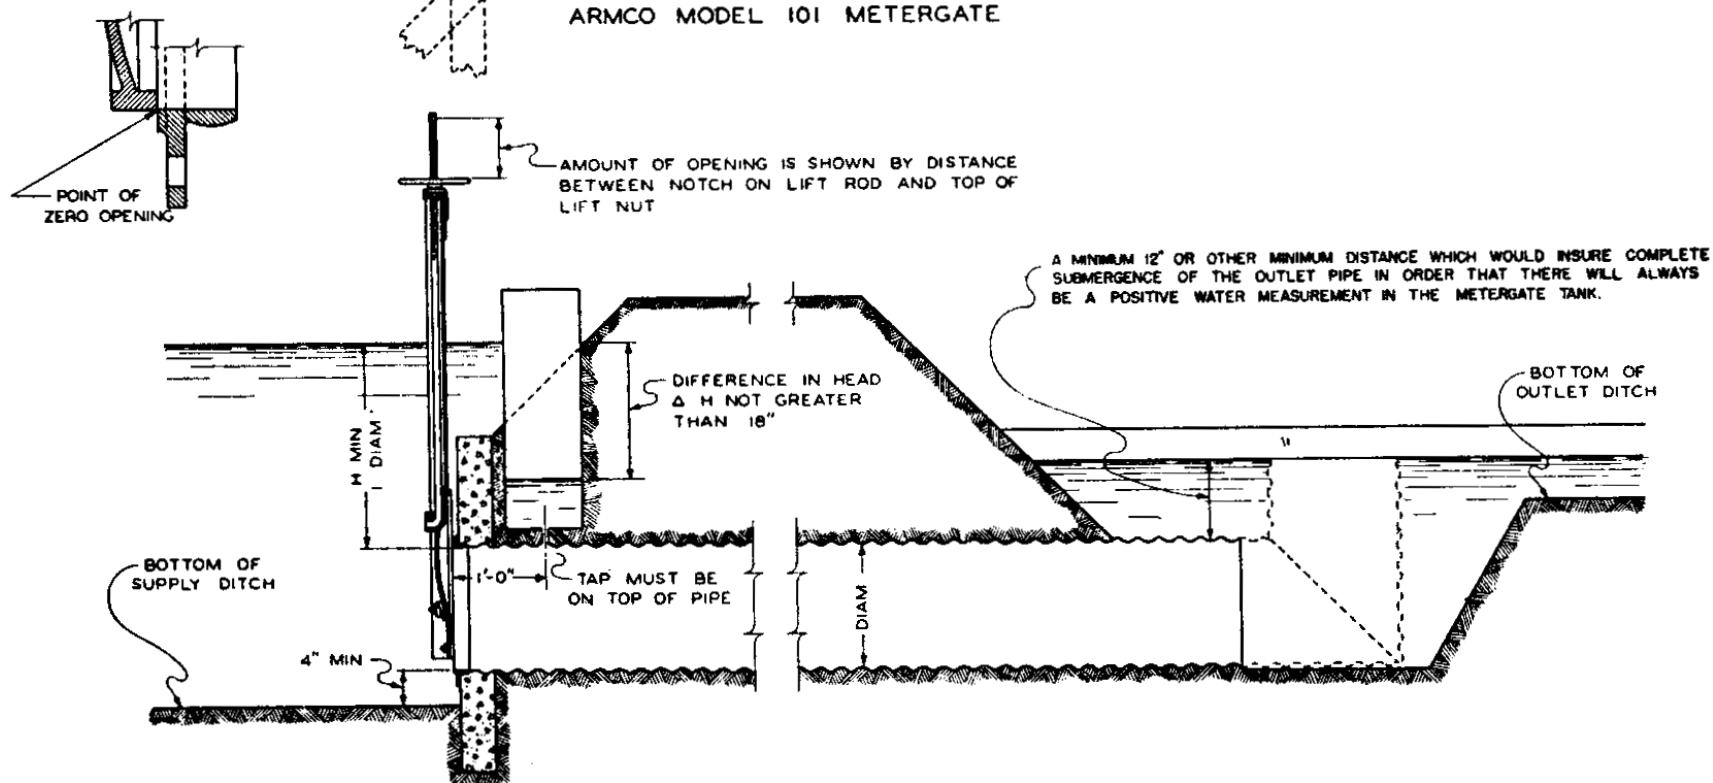 ARMCO MODEL 101 METERGATE
POINT OF
ZERO OPENING
AMOUNT OF OPENING IS SHOWN BY DISTANCE
BETWEEN NOTCH ON LIFT ROD AND TOP OF
LIFT NUT
A MINIMUM 12" OR OTHER MINIMUM DISTANCE WHICH WOULD INSURE COMPLETE
SUBMERGENCE OF THE OUTLET PIPE IN ORDER THAT THERE WILL ALWAYS
BE A POSITIVE WATER MEASUREMENT IN THE METERGATE TANK.
DIFFERENCE IN HEAD
Δ H NOT GREATER
THAN 18"
BOTTOM OF
OUTLET DITCH
H MIN
1 DIAM
BOTTOM OF
SUPPLY DITCH
1'-0"
TAP MUST BE
ON TOP OF PIPE
DIAM
4" MIN